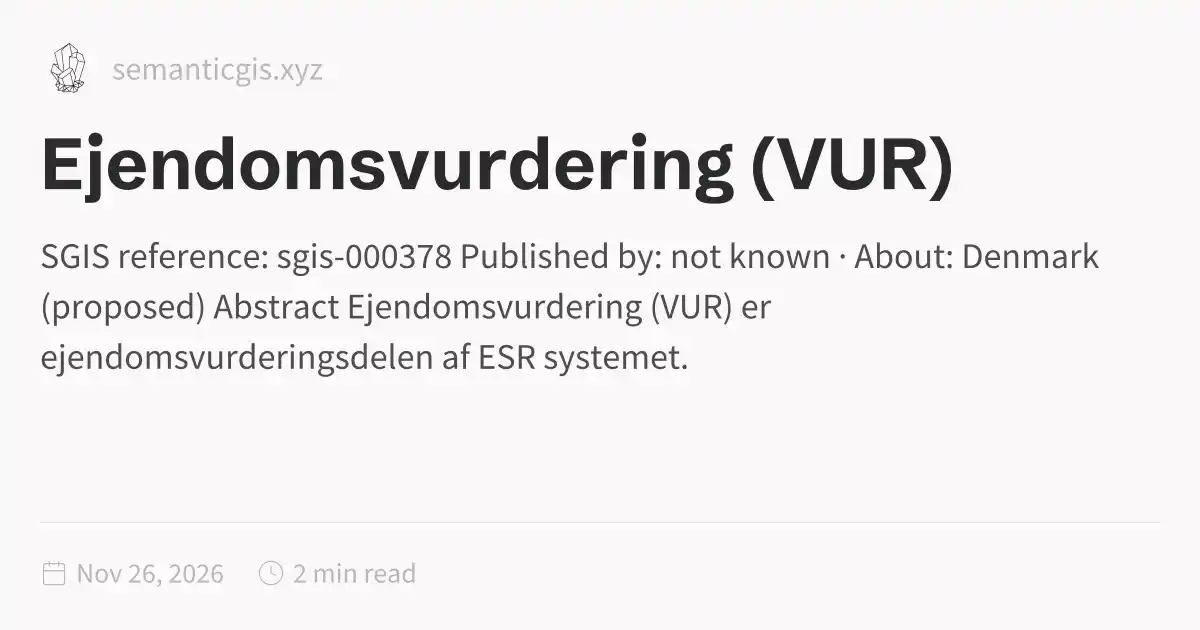 semanticgis.xyz
Ejendomsvurdering (VUR)
SGIS reference: sgis-000378 Published by: not known · About: Denmark
(proposed) Abstract Ejendomsvurdering (VUR) er
ejendomsvurderingsdelen af ESR systemet.
Nov 26, 2026 2 min read